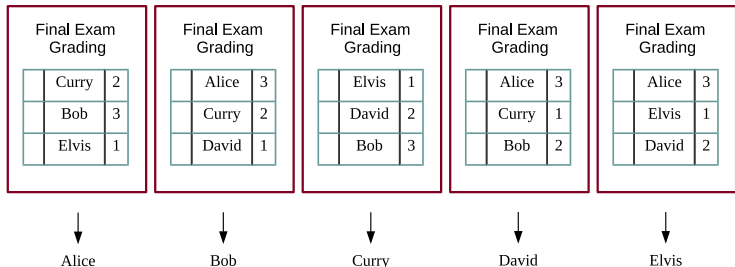 Final Exam
Grading
Curry 2
Bob 3
Elvis 1
Alice
Final Exam
Grading
Alice 3
Curry 2
David 1
Bob
Final Exam
Grading
Elvis 1
David 2
Bob 3
Curry
Final Exam
Grading
Alice 3
Curry 1
Bob 2
David
Final Exam
Grading
Alice 3
Elvis 1
David 2
Elvis